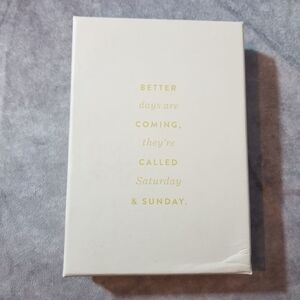 BETTER
days are
COMING,
they're
CALLED
Saturday
& SUNDAY.